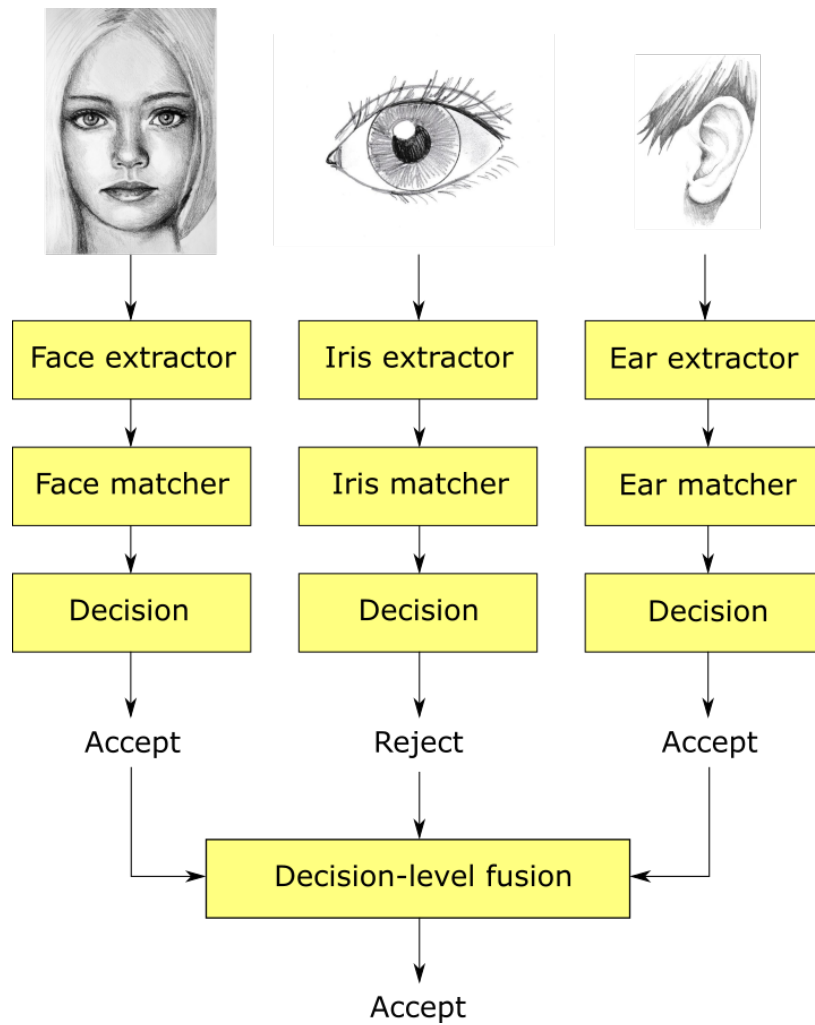 Face extractor
Iris extractor
Ear extractor
Face matcher
Iris matcher
Ear matcher
Decision
Decision
Decision
Accept
Reject
Accept
Decision-level fusion
Accept